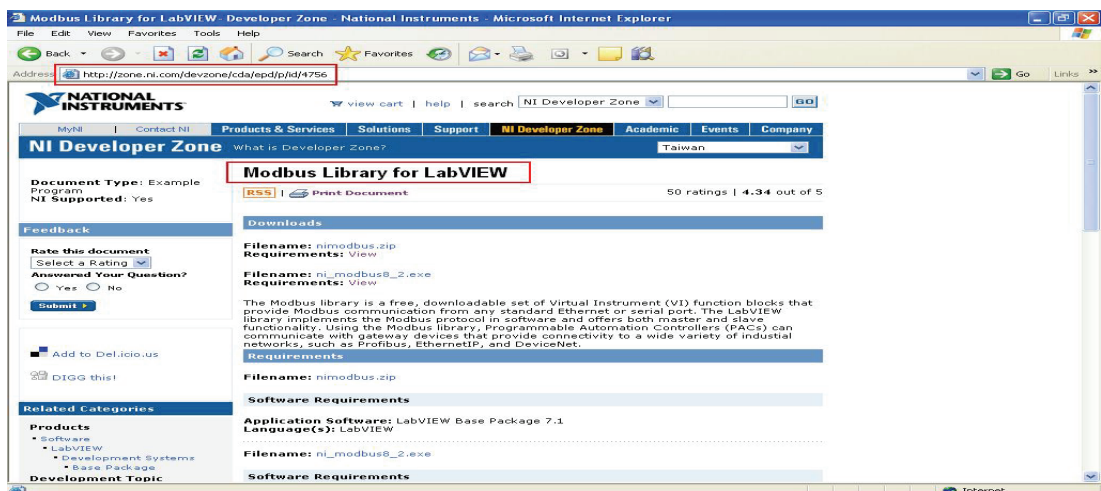 Modbus Library for LabVIEW- Developer Zone - National Instruments - Microsoft Internet Explorer
File Edit View Favorites Tools Help
Back Search Favorites
Address http://zone.ni.com/devzone/cda/epd/p/id/4756 Go Links »
NATIONAL INSTRUMENTS
view cart | help | search NI Developer Zone GO
MyNI | Contact NI Products & Services Solutions Support NI Developer Zone Academic Events Company
NI Developer Zone What is Developer Zone? Taiwan
Document Type: Example
Program
NI Supported: Yes
Feedback
Rate this document
Select a Rating
Answered Your Question?
Yes No
Submit
Add to Del.icio.us
DIGG this!
Related Categories
Products
▪ Software
▪ LabVIEW
▪ Development Systems
▪ Base Package
Development Topic
Modbus Library for LabVIEW
RSS | Print Document 50 ratings | 4.34 out of 5
Downloads
Filename: nimodbus.zip
Requirements: View
Filename: ni_modbus8_2.exe
Requirements: View
The Modbus library is a free, downloadable set of Virtual Instrument (VI) function blocks that
provide Modbus communication from any standard Ethernet or serial port. The LabVIEW
library implements the Modbus protocol in software and offers both master and slave
functionality. Using the Modbus library, Programmable Automation Controllers (PACs) can
communicate with gateway devices that provide connectivity to a wide variety of industial
networks, such as Profibus, EthernetIP, and DeviceNet.
Requirements
Filename: nimodbus.zip
Software Requirements
Application Software: LabVIEW Base Package 7.1
Language(s): LabVIEW
Filename: ni_modbus8_2.exe
Software Requirements
Internet